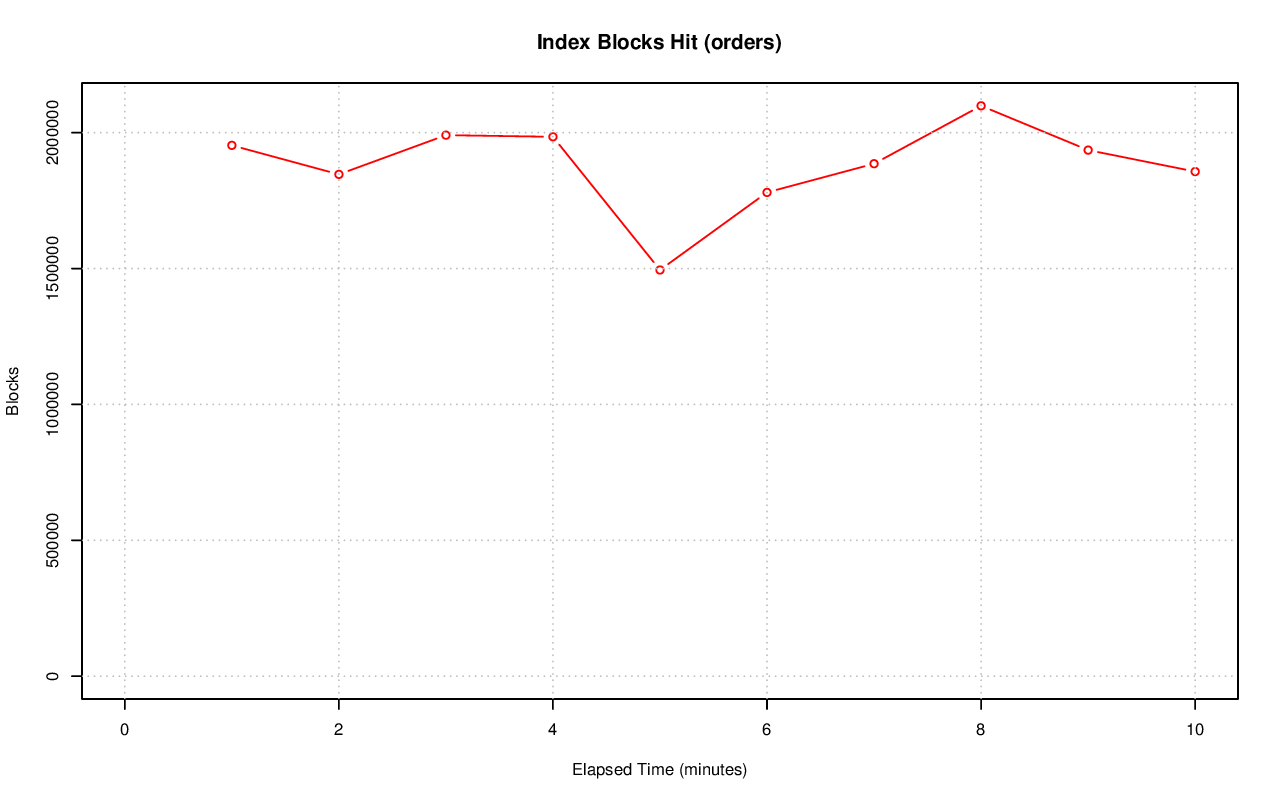 Index Blocks Hit (orders)
Blocks
2000000
1500000
1000000
500000
0
0 2 4 6 8 10
Elapsed Time (minutes)